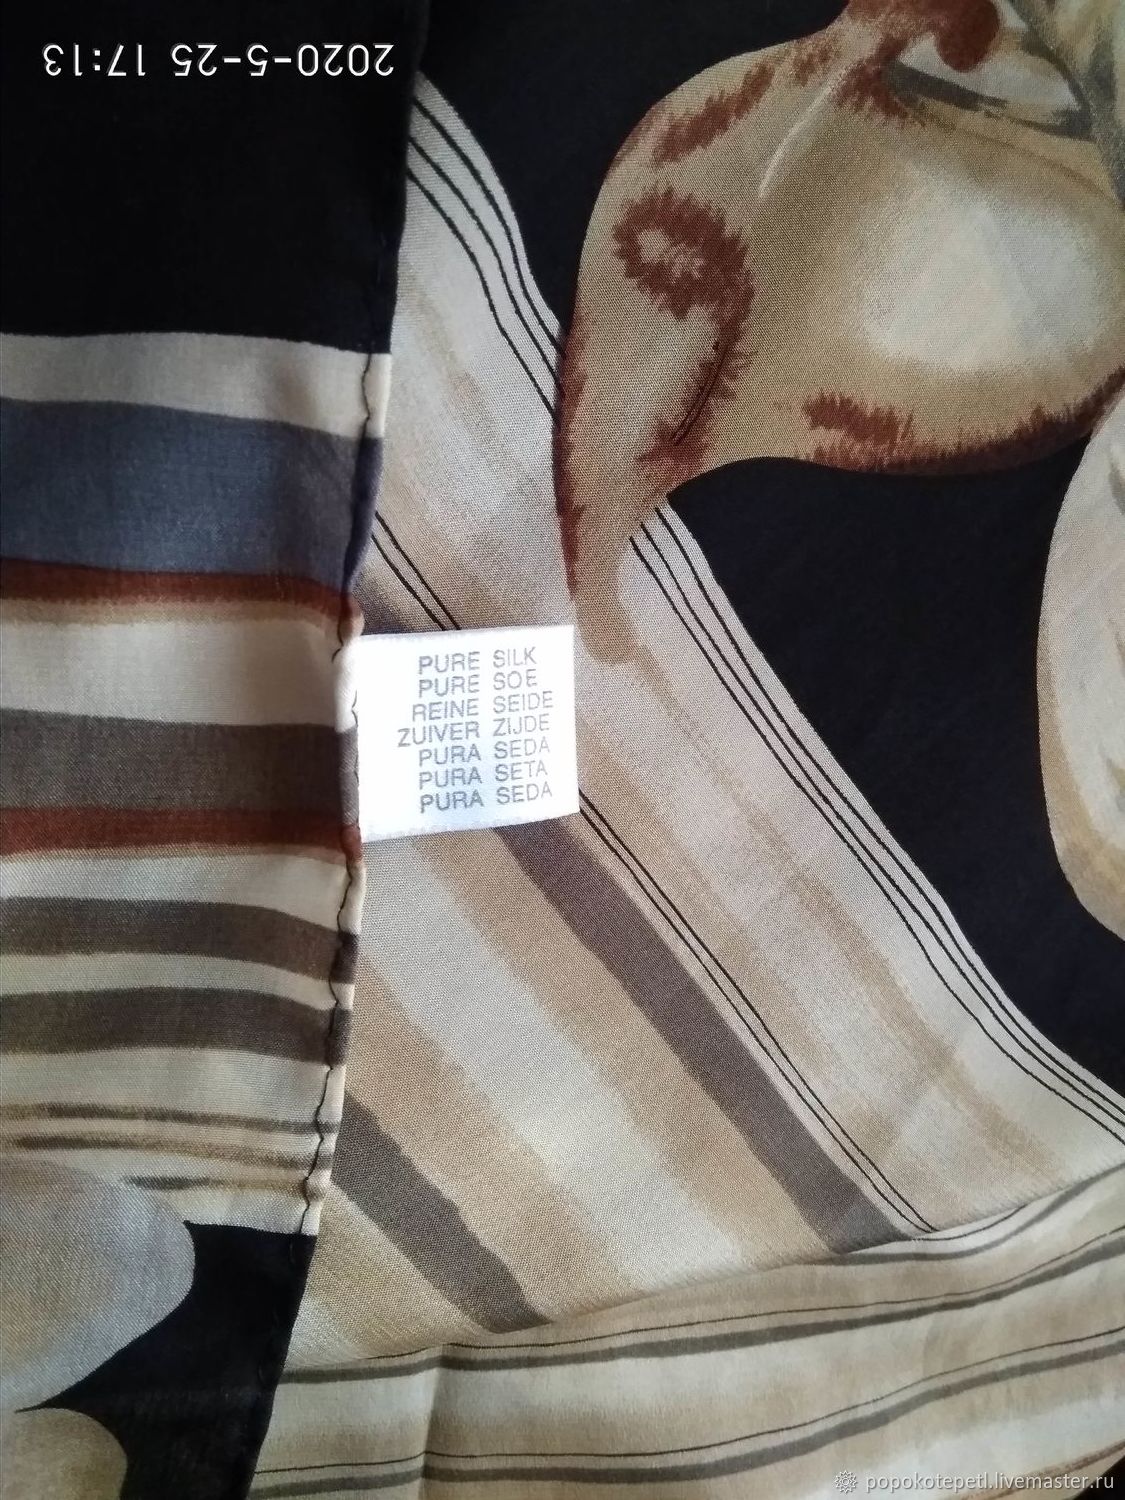 2020-5-25 17:13
PURE SILK
PURE SOE
REINE SEIDE
ZUIVER ZIJDE
PURA SEDA
PURA SETA
PURA SEDA
popokotepetl.livemaster.ru